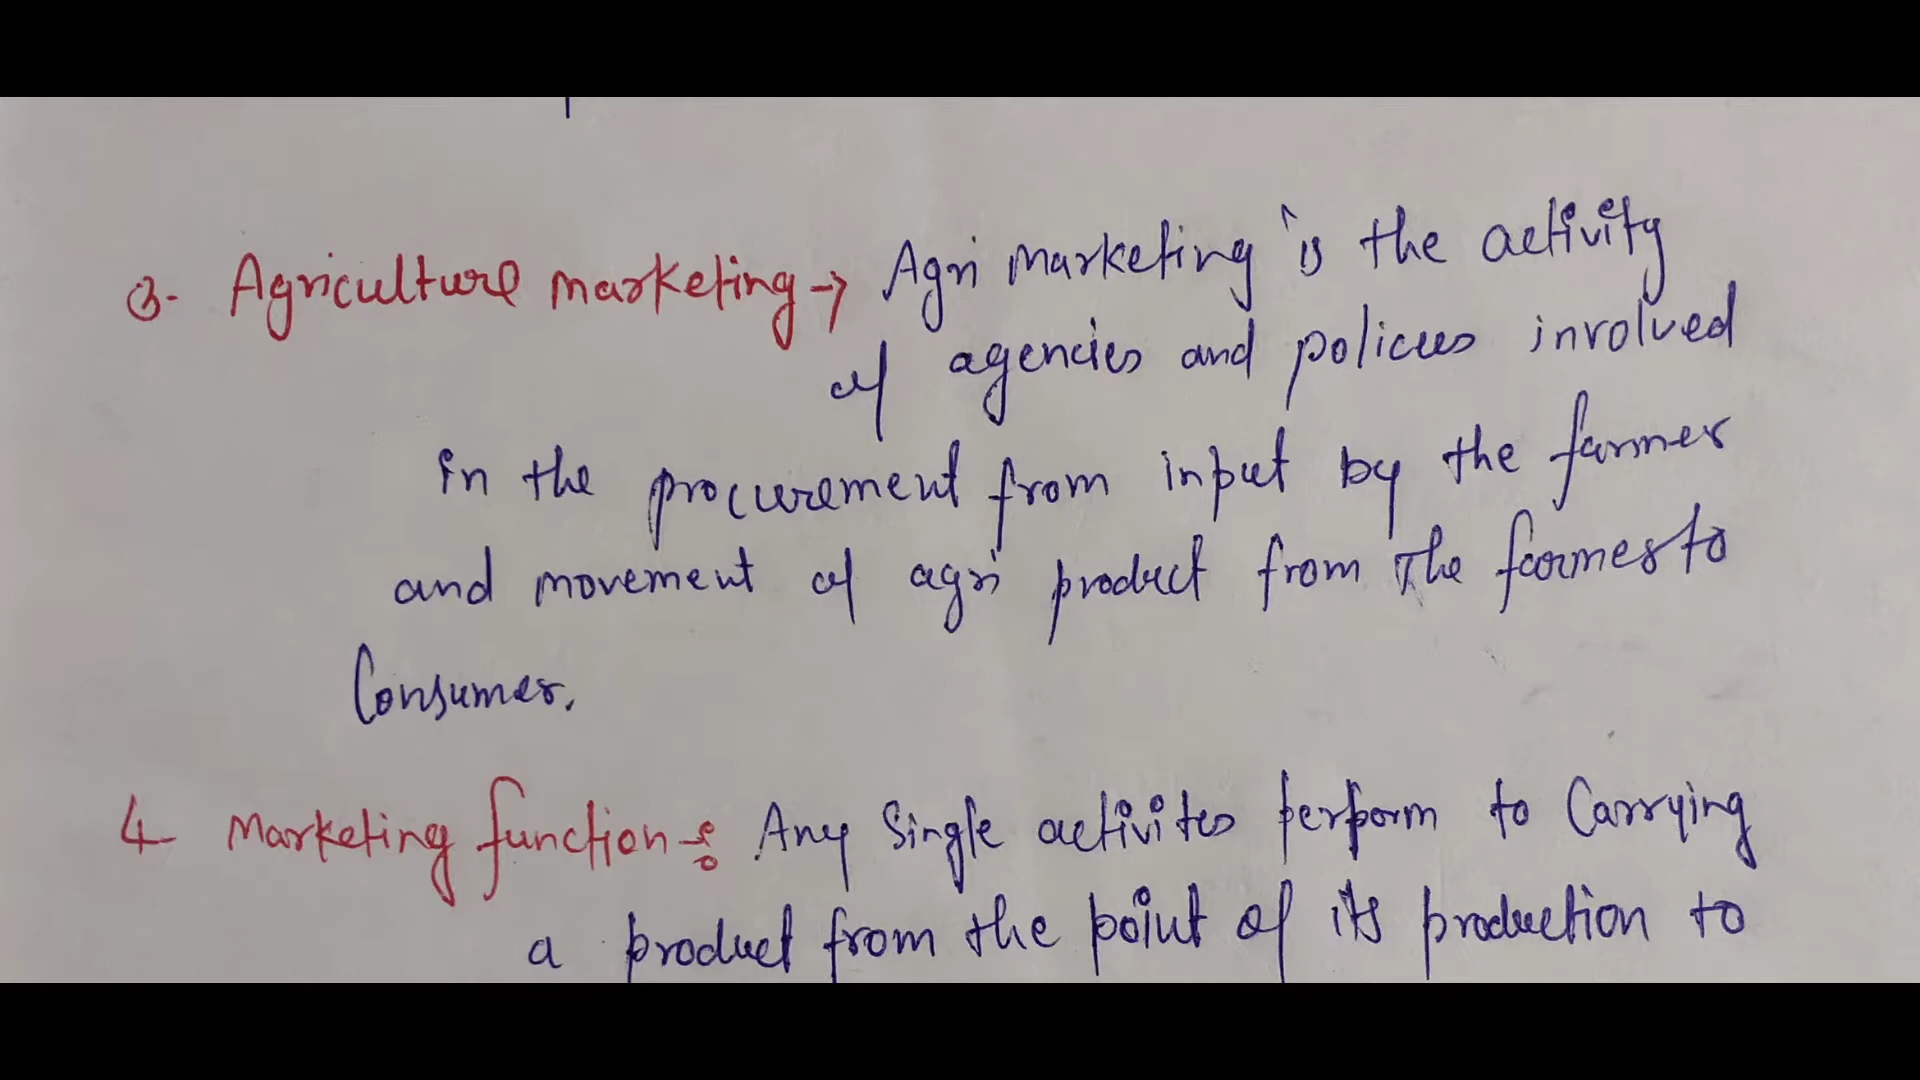 3- Agriculture marketing → Agri marketing is the activity
of agencies and policies involved
in the procurement from input by the farmer
and movement of agri product from the farmer to
Consumer.
4- Marketing function -: Any Single activites perform to Carrying
a product from the point of its production to